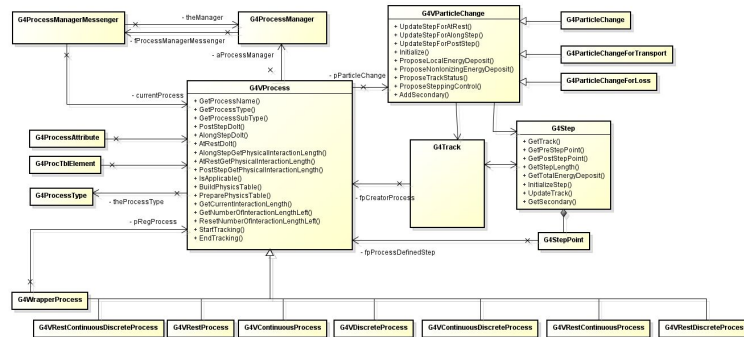 G4ProcessManagerMessenger
- theManager
- fProcessManagerMessenger
G4ProcessManager
- aProcessManager
- currentProcess
G4VProcess
+ GetProcessName()
+ GetProcessType()
+ GetProcessSubType()
+ PostStepDoIt()
+ AlongStepDoIt()
+ AtRestDoIt()
+ AlongStepGetPhysicalInteractionLength()
+ AtRestGetPhysicalInteractionLength()
+ PostStepGetPhysicalInteractionLength()
+ IsApplicable()
+ BuildPhysicsTable()
+ PreparePhysicsTable()
+ GetCurrentInteractionLength()
+ GetNumberOfInteractionLengthLeft()
+ ResetNumberOfInteractionLengthLeft()
+ StartTracking()
+ EndTracking()
- pParticleChange
G4VParticleChange
+ UpdateStepForAtRest()
+ UpdateStepForAlongStep()
+ UpdateStepForPostStep()
+ Initialize()
+ ProposeLocalEnergyDeposit()
+ ProposeNonIonizingEnergyDeposit()
+ ProposeTrackStatus()
+ ProposeSteppingControl()
+ AddSecondary()
G4ParticleChange
G4ParticleChangeForTransport
G4ParticleChangeForLoss
G4Step
+ GetTrack()
+ GetPreStepPoint()
+ GetPostStepPoint()
+ GetStepLength()
+ GetTotalEnergyDeposit()
+ InitializeStep()
+ UpdateTrack()
+ GetSecondary()
G4Track
- fpCreatorProcess
G4StepPoint
- fpProcessDefinedStep
G4ProcessAttribute
G4ProcTblElement
G4ProcessType
- theProcessType
- pRegProcess
G4WrapperProcess
G4VRestContinuousDiscreteProcess
G4VRestProcess
G4VContinuousProcess
G4VDiscreteProcess
G4VContinuousDiscreteProcess
G4VRestContinuousProcess
G4VRestDiscreteProcess